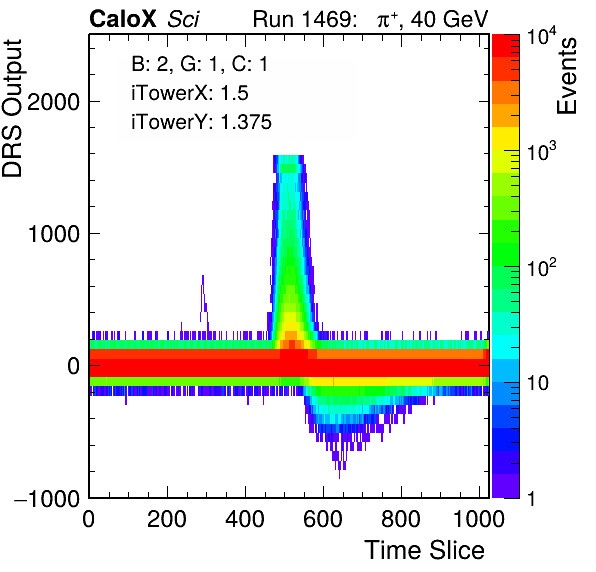 CaloX Sci Run 1469: π⁺, 40 GeV
B: 2, G: 1, C: 1
iTowerX: 1.5
iTowerY: 1.375
DRS Output
2000
1000
0
−1000
0 200 400 600 800 1000
Time Slice
Events
10⁴
10³
10²
10
1